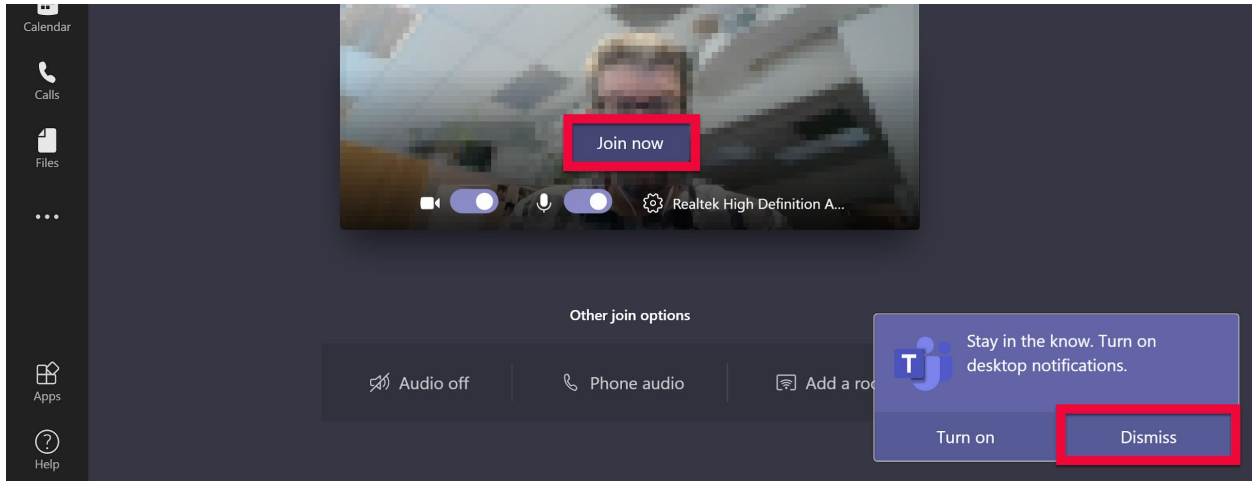 Calendar
Calls
Files
Join now
Realtek High Definition A...
Other join options
Audio off
Phone audio
Add a roo
Stay in the know. Turn on
desktop notifications.
T
Turn on
Dismiss
Apps
Help